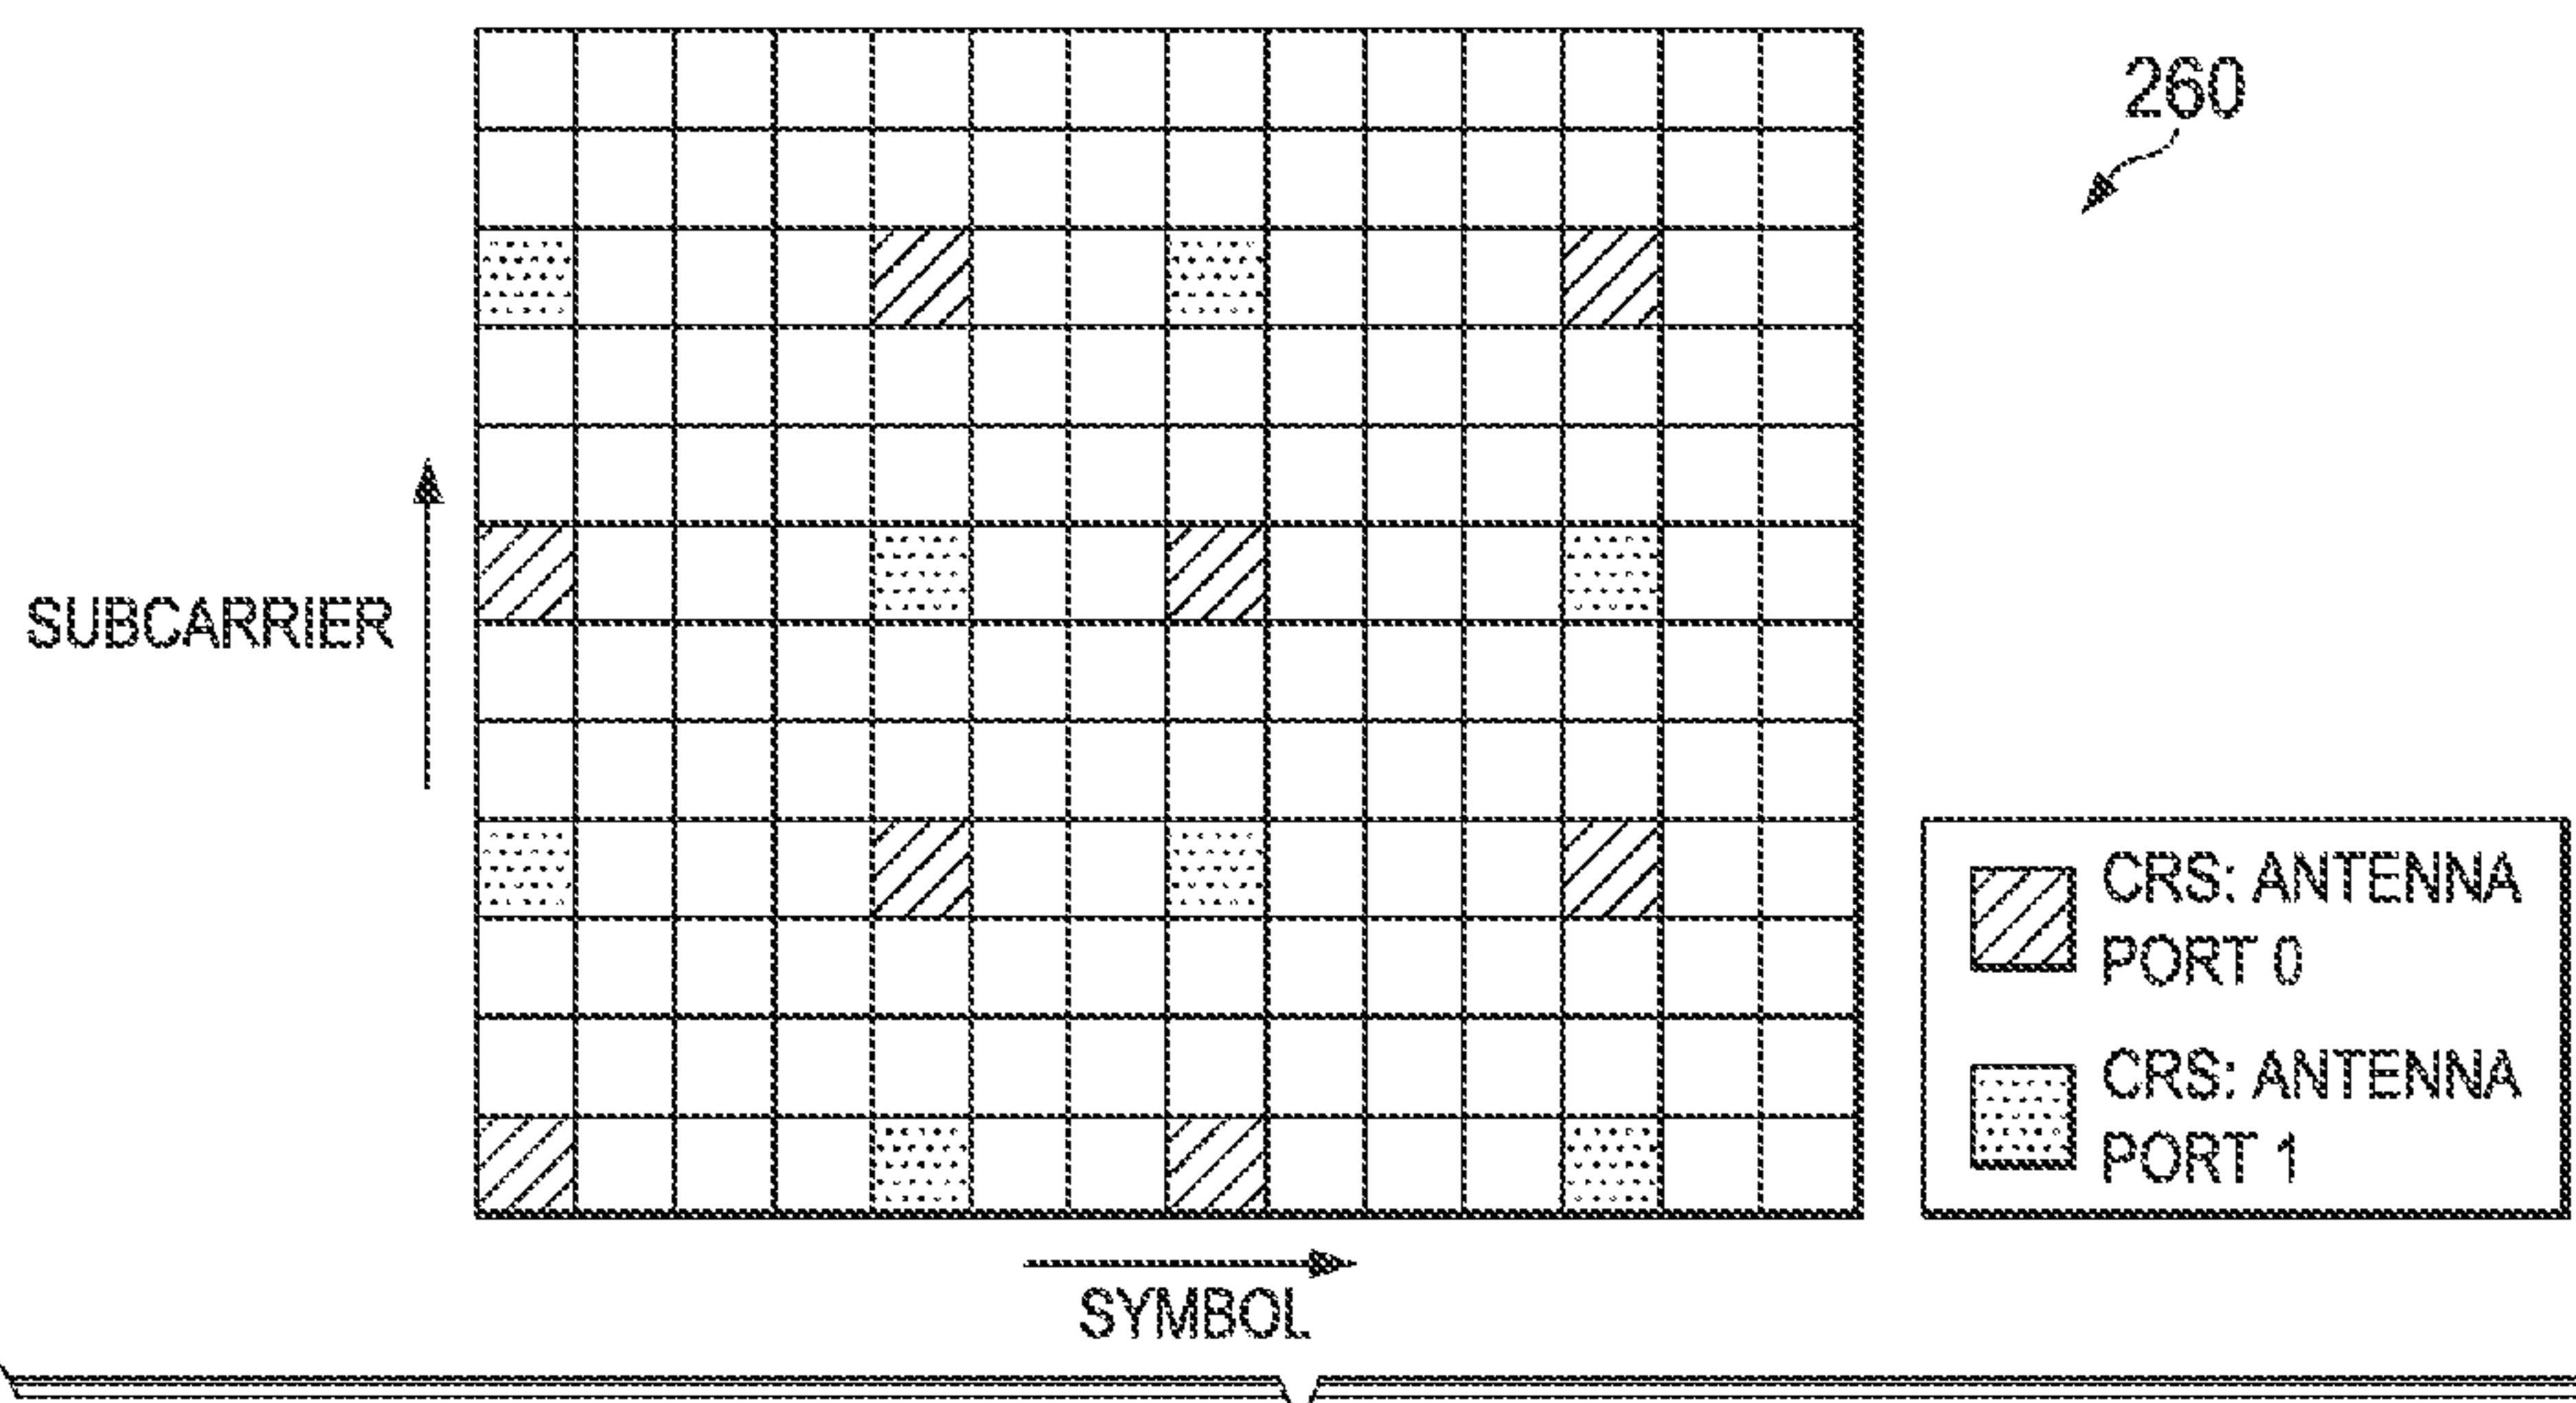 260
SUBCARRIER
CRS: ANTENNA
PORT 0
CRS: ANTENNA
PORT 1
SYMBOL